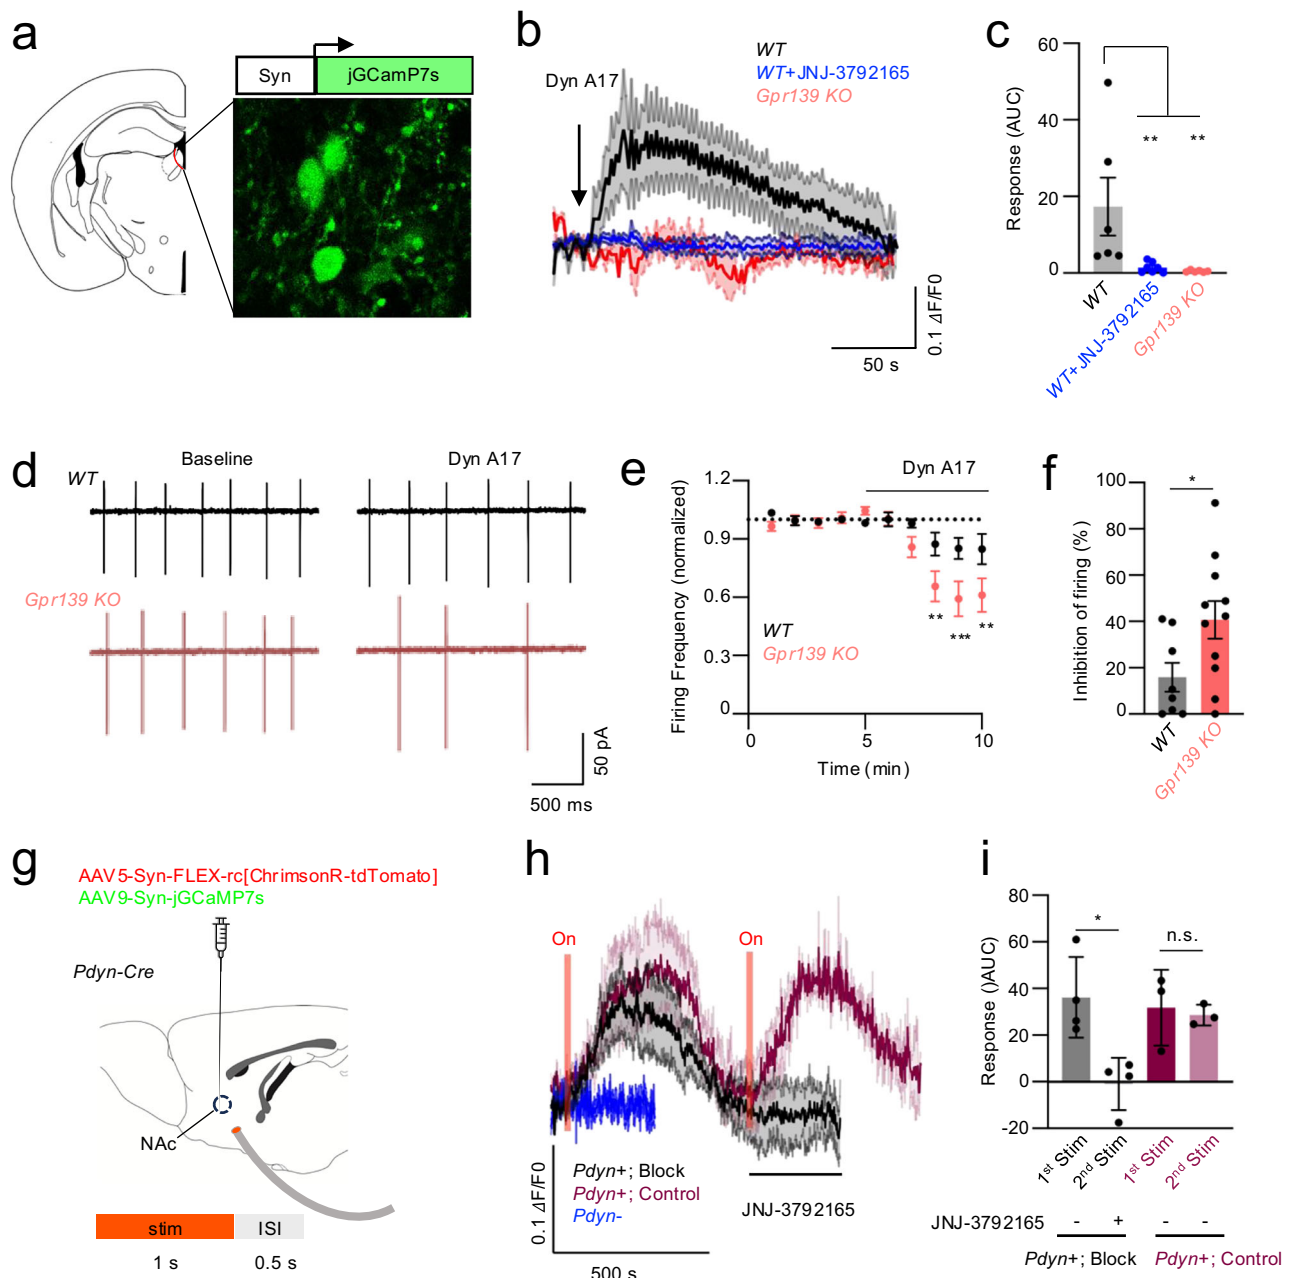 a
Syn
jGCamP7s
b
WT
WT+JNJ-3792165
Gpr139 KO
Dyn A17
0.1 ΔF/F0
50 s
c
Response (AUC)
60
40
20
0
**
**
WT
WT+JNJ-3792165
Gpr139 KO
d
Baseline
Dyn A17
WT
Gpr139 KO
50 pA
500 ms
e
Dyn A17
Firing Frequency (normalized)
1.2
0.9
0.6
0.3
0
**
***
**
WT
Gpr139 KO
0
5
10
Time (min)
f
Inhibition of firing (%)
100
80
60
40
20
0
*
WT
Gpr139 KO
g
AAV5-Syn-FLEX-rc[ChrimsonR-tdTomato]
AAV9-Syn-jGCaMP7s
Pdyn-Cre
NAc
stim
ISI
1 s
0.5 s
h
On
On
0.1 ΔF/F0
Pdyn+; Block
Pdyn+; Control
Pdyn-
JNJ-3792165
500 s
i
Response ()AUC)
80
60
40
20
0
-20
*
n.s.
1st Stim
2nd Stim
1st Stim
2nd Stim
JNJ-3792165
-
+
-
-
Pdyn+; Block
Pdyn+; Control